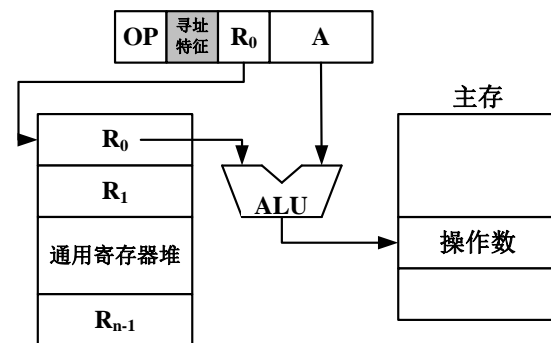 OP 寻址特征 R₀ A
主存
R₀
R₁
ALU
通用寄存器堆
操作数
Rₙ₋₁